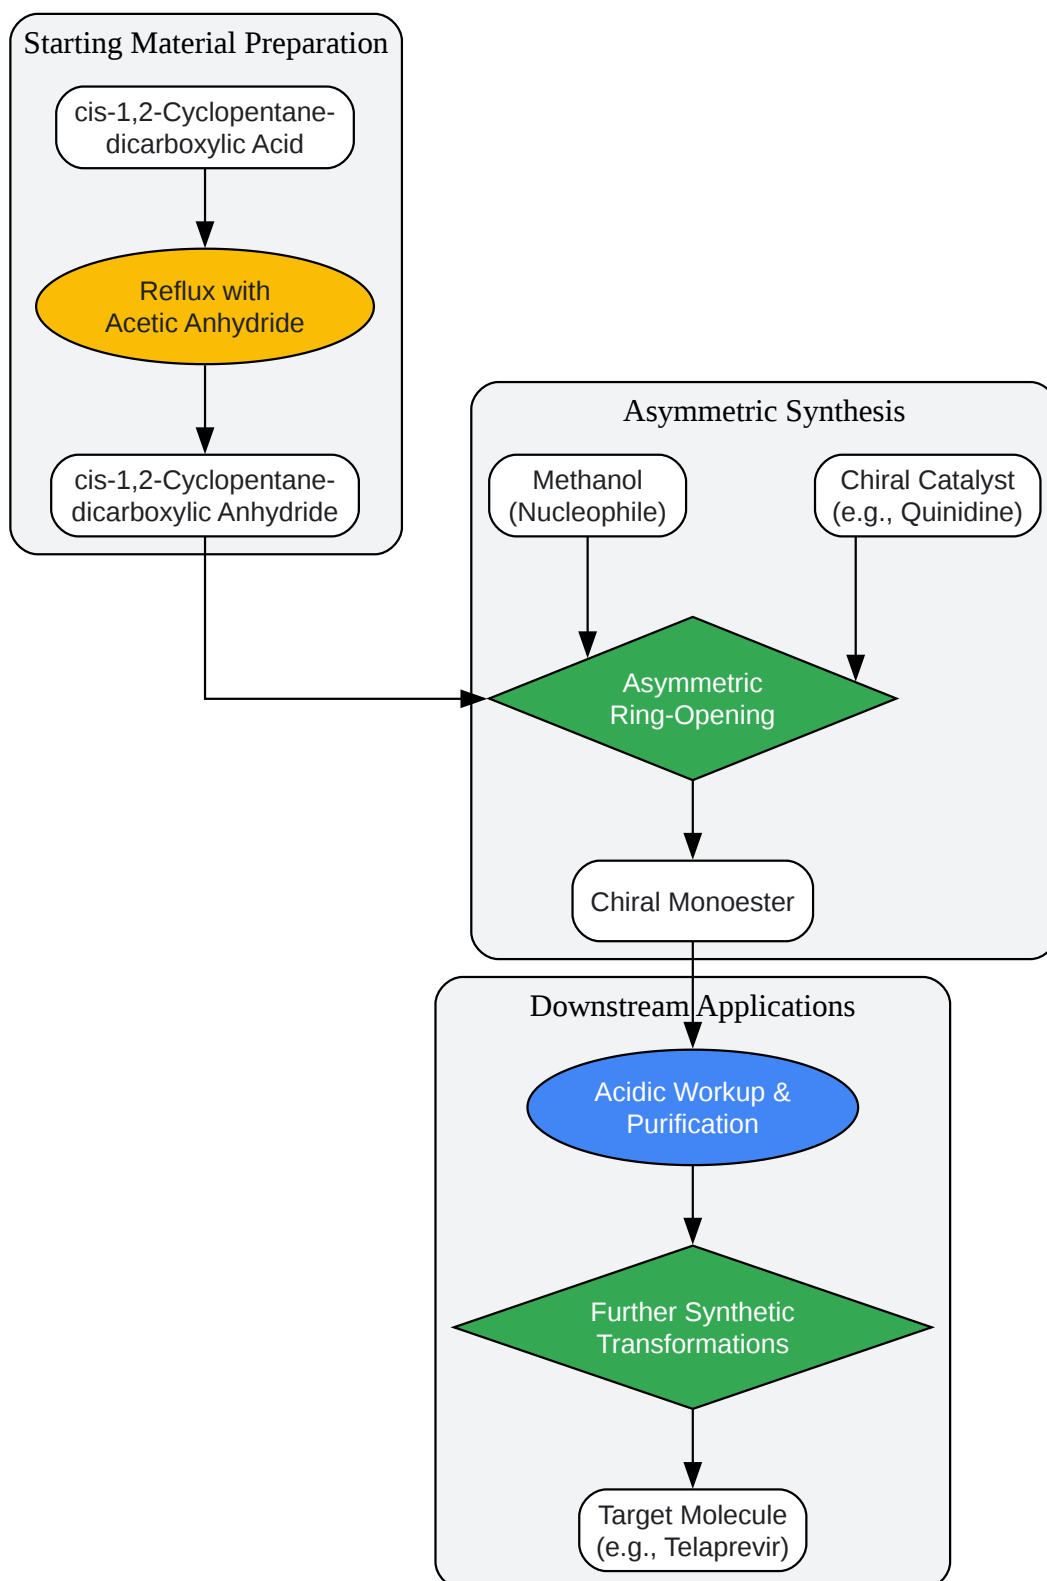 Starting Material Preparation
cis-1,2-Cyclopentane-
dicarboxylic Acid
Reflux with
Acetic Anhydride
cis-1,2-Cyclopentane-
dicarboxylic Anhydride
Asymmetric Synthesis
Methanol
(Nucleophile)
Chiral Catalyst
(e.g., Quinidine)
Asymmetric
Ring-Opening
Chiral Monoester
Downstream Applications
Acidic Workup &
Purification
Further Synthetic
Transformations
Target Molecule
(e.g., Telaprevir)